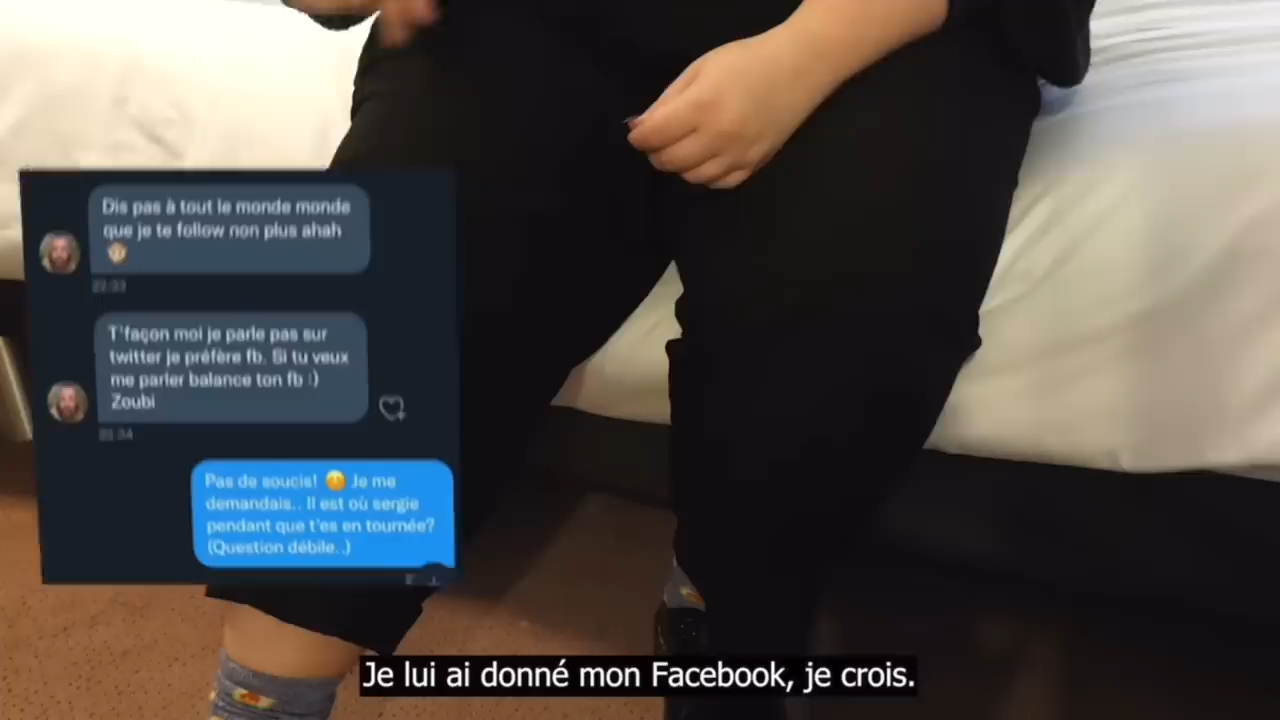 Dis pas à tout le monde monde
que je te follow non plus ahah
22:33
T'façon moi je parle pas sur
twitter je préfère fb. Si tu veux
me parler balance ton fb :)
Zoubi
22:34
Pas de soucis! Je me
demandais.. Il est où sergie
pendant que t'es en tournée?
(Question débile..)
Je lui ai donné mon Facebook, je crois.